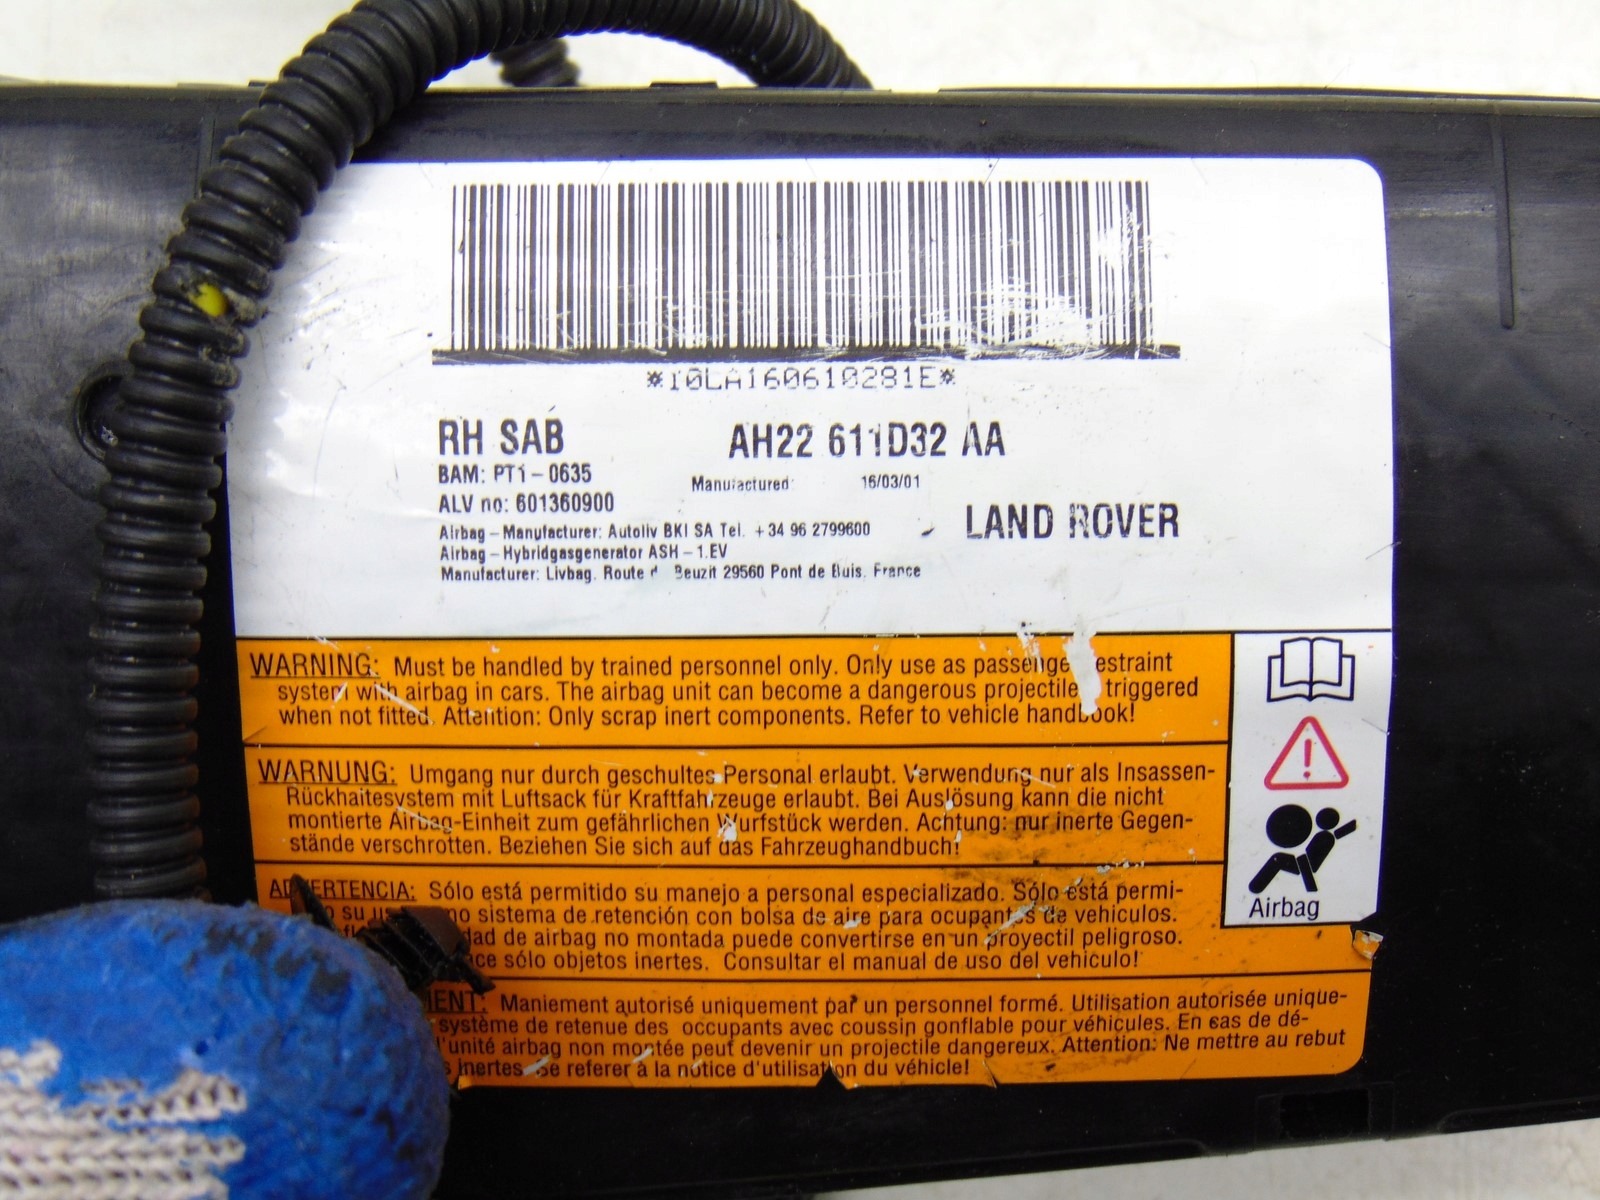 *T0LA160610281E*
RH SAB AH22 611D32 AA
BAM: PT1-0635 Manufactured: 16/03/01
ALV no: 601360900
LAND ROVER
Airbag-Manufacturer: Autoliv BKI SA Tel. +34 96 2799600
Airbag-Hybridgasgenerator ASH-1.EV
Manufacturer: Livbag. Route Beuzit 29560 Pont de Buis. France
WARNING: Must be handled by trained personnel only. Only use as passenger restraint
system with airbag in cars. The airbag unit can become a dangerous projectile triggered
when not fitted. Attention: Only scrap inert components. Refer to vehicle handbook!
WARNUNG: Umgang nur durch geschultes Personal erlaubt. Verwendung nur als Insassen-
Rückhaltesystem mit Luftsack für Kraftfahrzeuge erlaubt. Bei Auslösung kann die nicht
montierte Airbag-Einheit zum gefährlichen Wurfstück werden. Achtung: nur inerte Gegen-
stände verschrotten. Beziehen Sie sich auf das Fahrzeughandbuch!
ADVERTENCIA: Sólo está permitido su manejo a personal especializado. Sólo está permi-
su sistema de retención con bolsa de aire para ocupantes de vehiculos.
de airbag no montada puede convertirse en un proyectil peligroso.
sólo objetos inertes. Consultar el manual de uso del vehiculo!
Maniement autorisé uniquement par un personnel formé. Utilisation autorisée unique-
système de retenue des occupants avec coussin gonflable pour véhicules. En cas de dé-
l'unité airbag non montée peut devenir un projectile dangereux. Attention: Ne mettre au rebut
inertes. se referer à la notice d'utilisation du véhicle!
Airbag